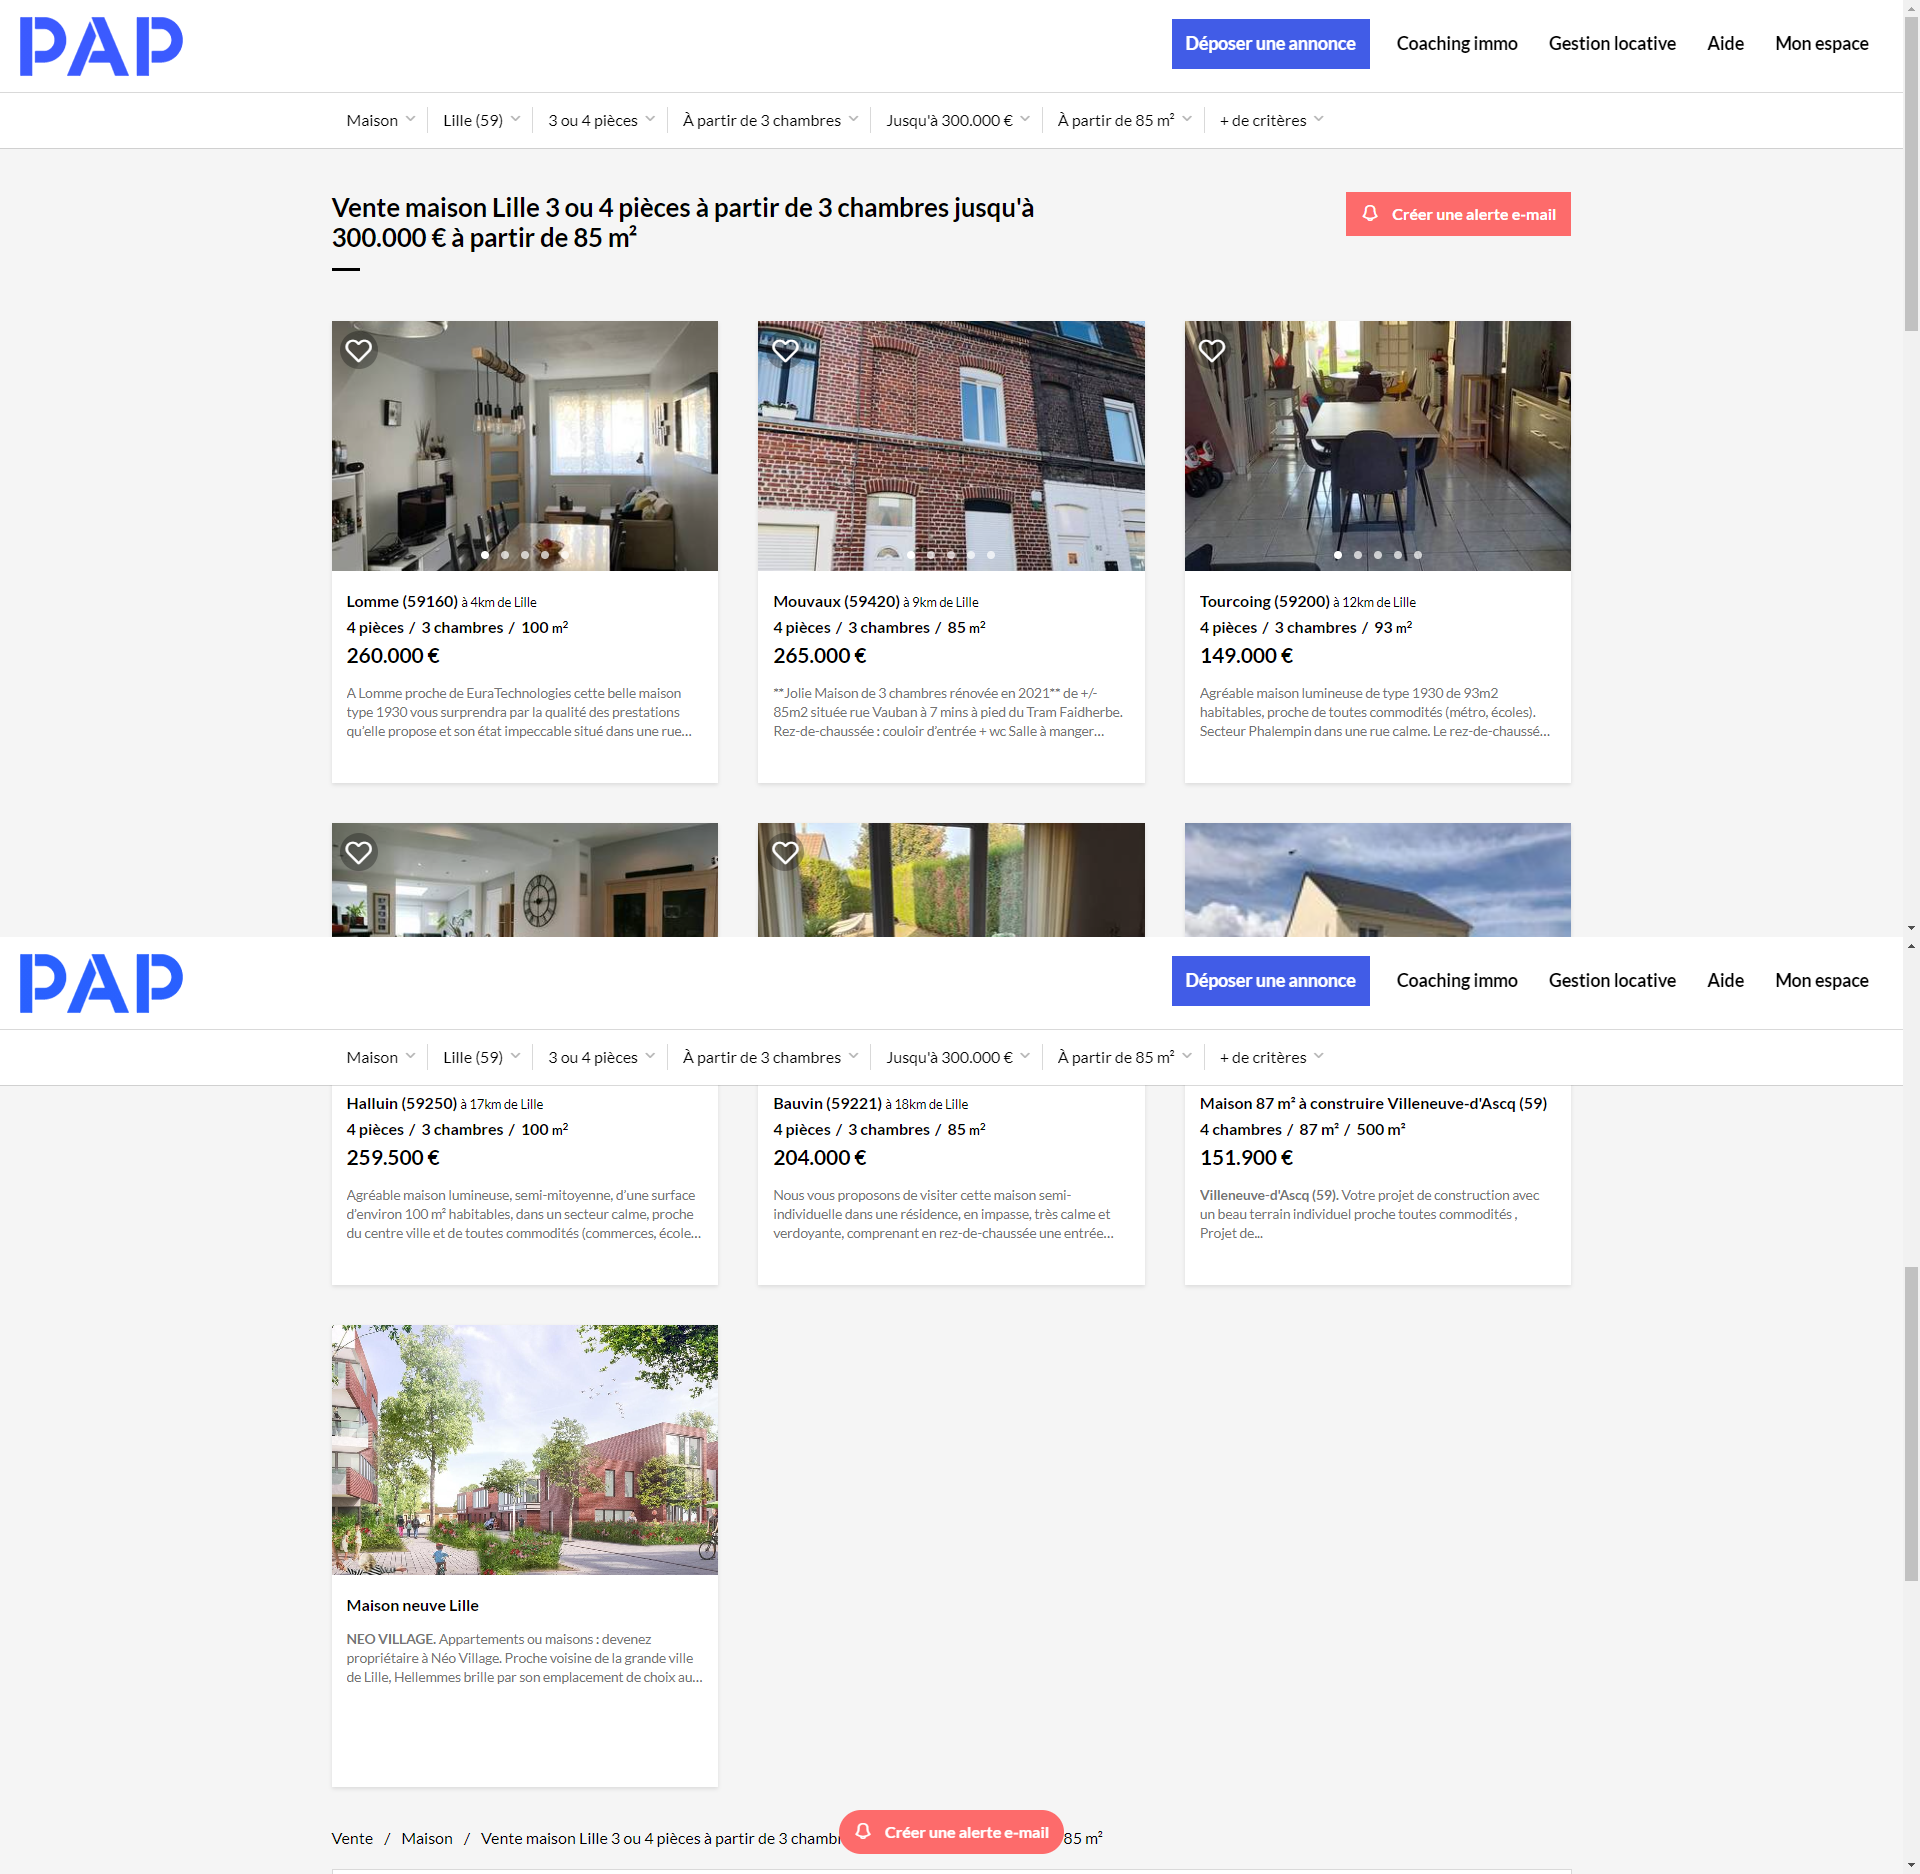 PAP
Déposer une annonce
Coaching immo
Gestion locative
Aide
Mon espace
Maison
Lille (59)
3 ou 4 pièces
À partir de 3 chambres
Jusqu'à 300.000 €
À partir de 85 m²
+ de critères
Vente maison Lille 3 ou 4 pièces à partir de 3 chambres jusqu'à
300.000 € à partir de 85 m²
Créer une alerte e-mail
Lomme (59160) à 4km de Lille
4 pièces / 3 chambres / 100 m²
260.000 €
A Lomme proche de EuraTechnologies cette belle maison
type 1930 vous surprendra par la qualité des prestations
qu'elle propose et son état impeccable situé dans une rue...
Mouvaux (59420) à 9km de Lille
4 pièces / 3 chambres / 85 m²
265.000 €
**Jolie Maison de 3 chambres rénovée en 2021** de +/-
85m2 située rue Vauban à 7 mins à pied du Tram Faidherbe.
Rez-de-chaussée : couloir d'entrée + wc Salle à manger...
Tourcoing (59200) à 12km de Lille
4 pièces / 3 chambres / 93 m²
149.000 €
Agréable maison lumineuse de type 1930 de 93m2
habitables, proche de toutes commodités (métro, écoles).
Secteur Phalempin dans une rue calme. Le rez-de-chaussé...
PAP
Déposer une annonce
Coaching immo
Gestion locative
Aide
Mon espace
Maison
Lille (59)
3 ou 4 pièces
À partir de 3 chambres
Jusqu'à 300.000 €
À partir de 85 m²
+ de critères
Halluin (59250) à 17km de Lille
4 pièces / 3 chambres / 100 m²
259.500 €
Agréable maison lumineuse, semi-mitoyenne, d'une surface
d'environ 100 m² habitables, dans un secteur calme, proche
du centre ville et de toutes commodités (commerces, école...
Bauvin (59221) à 18km de Lille
4 pièces / 3 chambres / 85 m²
204.000 €
Nous vous proposons de visiter cette maison semi-
individuelle dans une résidence, en impasse, très calme et
verdoyante, comprenant en rez-de-chaussée une entrée...
Maison 87 m² à construire Villeneuve-d'Ascq (59)
4 chambres / 87 m² / 500 m²
151.900 €
Villeneuve-d'Ascq (59). Votre projet de construction avec
un beau terrain individuel proche toutes commodités ,
Projet de...
Maison neuve Lille
NEO VILLAGE. Appartements ou maisons : devenez
propriétaire à Néo Village. Proche voisine de la grande ville
de Lille, Hellemmes brille par son emplacement de choix au...
Vente / Maison / Vente maison Lille 3 ou 4 pièces à partir de 3 chambr 85 m²
Créer une alerte e-mail